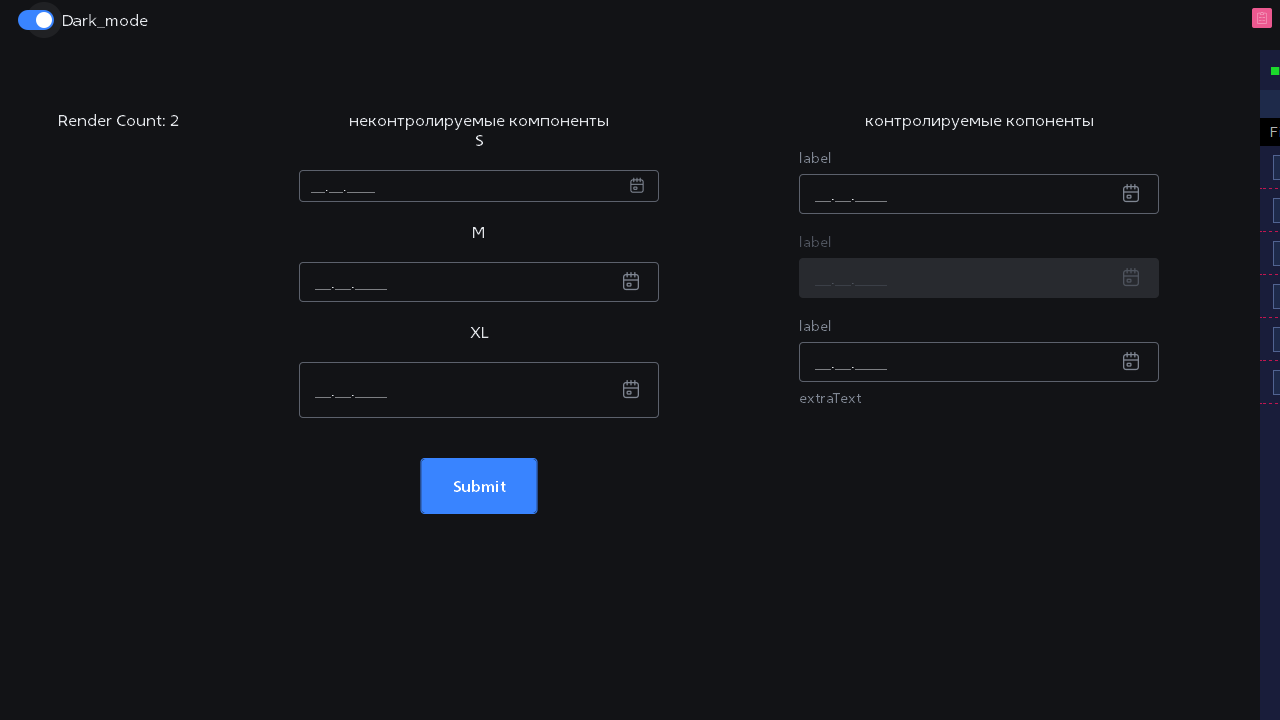 Dark_mode
Render Count: 2
неконтролируемые компоненты
S
__.__.____
M
__.__.____
XL
__.__.____
Submit
контролируемые копоненты
label
__.__.____
label
__.__.____
label
__.__.____
extraText
F